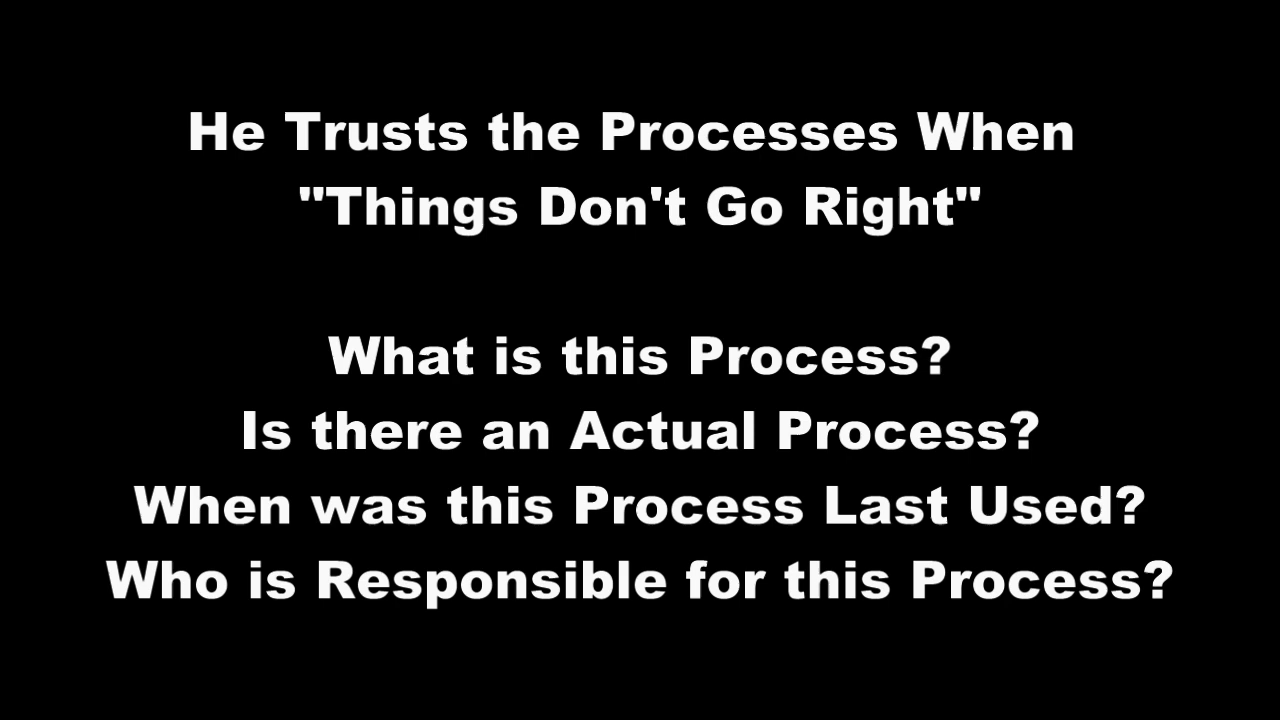 He Trusts the Processes When
"Things Don't Go Right"
What is this Process?
Is there an Actual Process?
When was this Process Last Used?
Who is Responsible for this Process?